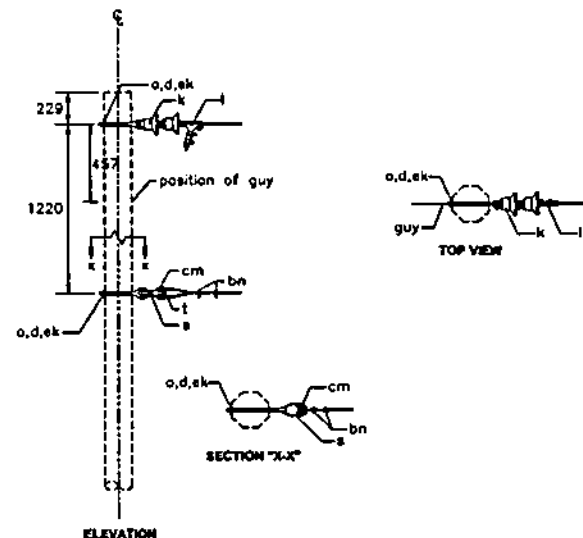 ℄
o,d,ek
k
l
229
457
position of guy
1220
o,d,ek
guy
k
l
TOP VIEW
x
x
cm
bn
t
s
o,d,ek
o,d,ek
cm
bn
s
SECTION "X-X"
ELEVATION